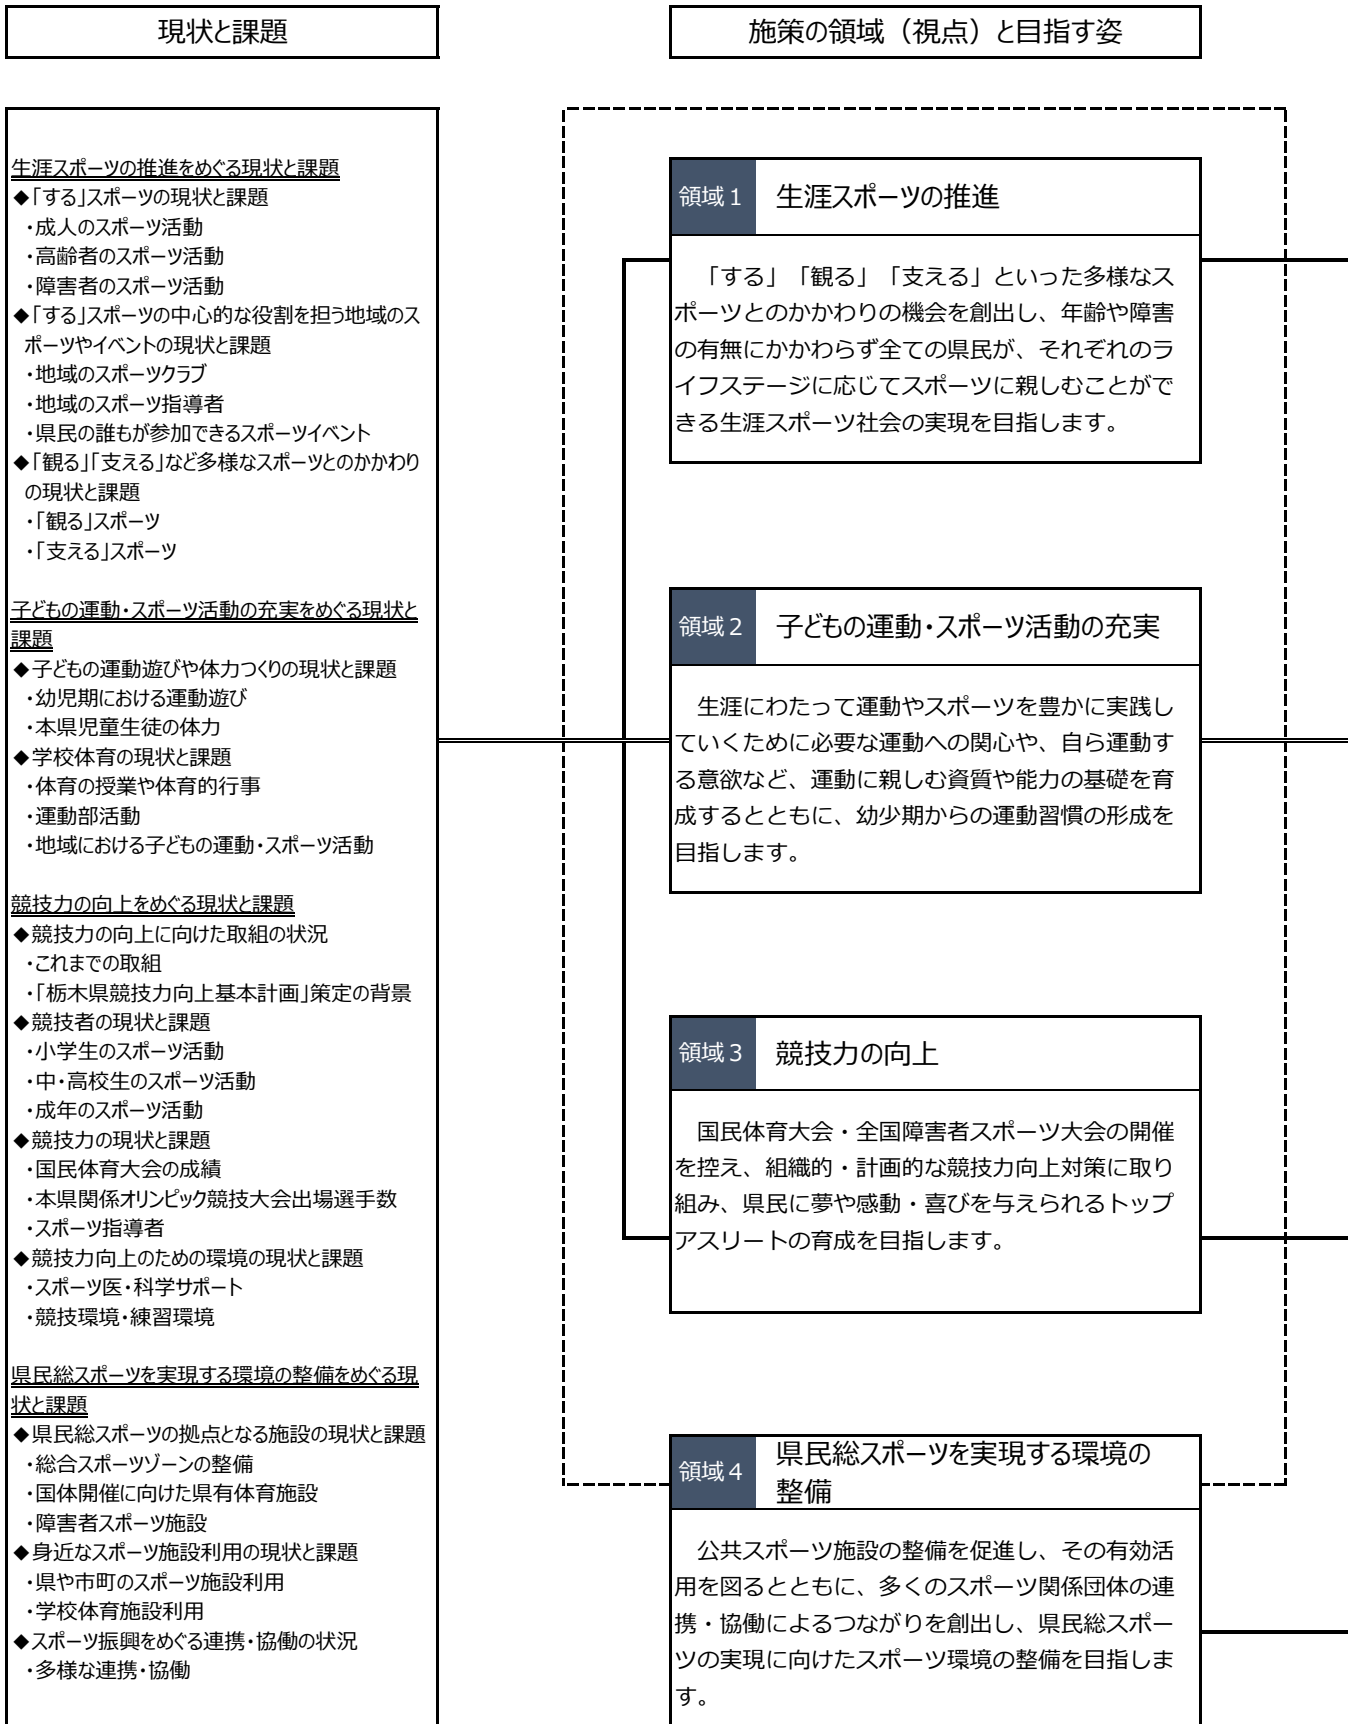 現状と課題
施策の領域（視点）と目指す姿
生涯スポーツの推進をめぐる現状と課題
◆「する」スポーツの現状と課題
・成人のスポーツ活動
・高齢者のスポーツ活動
・障害者のスポーツ活動
◆「する」スポーツの中心的な役割を担う地域のス
ポーツやイベントの現状と課題
・地域のスポーツクラブ
・地域のスポーツ指導者
・県民の誰もが参加できるスポーツイベント
◆「観る」「支える」など多様なスポーツとのかかわり
の現状と課題
・「観る」スポーツ
・「支える」スポーツ
子どもの運動・スポーツ活動の充実をめぐる現状と
課題
◆子どもの運動遊びや体力つくりの現状と課題
・幼児期における運動遊び
・本県児童生徒の体力
◆学校体育の現状と課題
・体育の授業や体育的行事
・運動部活動
・地域における子どもの運動・スポーツ活動
競技力の向上をめぐる現状と課題
◆競技力の向上に向けた取組の状況
・これまでの取組
・「栃木県競技力向上基本計画」策定の背景
◆競技者の現状と課題
・小学生のスポーツ活動
・中・高校生のスポーツ活動
・成年のスポーツ活動
◆競技力の現状と課題
・国民体育大会の成績
・本県関係オリンピック競技大会出場選手数
・スポーツ指導者
◆競技力向上のための環境の現状と課題
・スポーツ医・科学サポート
・競技環境・練習環境
県民総スポーツを実現する環境の整備をめぐる現
状と課題
◆県民総スポーツの拠点となる施設の現状と課題
・総合スポーツゾーンの整備
・国体開催に向けた県有体育施設
・障害者スポーツ施設
◆身近なスポーツ施設利用の現状と課題
・県や市町のスポーツ施設利用
・学校体育施設利用
◆スポーツ振興をめぐる連携・協働の状況
・多様な連携・協働
領域１ 生涯スポーツの推進
「する」「観る」「支える」といった多様なス
ポーツとのかかわりの機会を創出し、年齢や障害
の有無にかかわらず全ての県民が、それぞれのラ
イフステージに応じてスポーツに親しむことがで
きる生涯スポーツ社会の実現を目指します。
領域２ 子どもの運動・スポーツ活動の充実
生涯にわたって運動やスポーツを豊かに実践し
ていくために必要な運動への関心や、自ら運動す
る意欲など、運動に親しむ資質や能力の基礎を育
成するとともに、幼少期からの運動習慣の形成を
目指します。
領域３ 競技力の向上
国民体育大会・全国障害者スポーツ大会の開催
を控え、組織的・計画的な競技力向上対策に取り
組み、県民に夢や感動・喜びを与えられるトップ
アスリートの育成を目指します。
領域４ 県民総スポーツを実現する環境の
整備
公共スポーツ施設の整備を促進し、その有効活
用を図るとともに、多くのスポーツ関係団体の連
携・協働によるつながりを創出し、県民総スポー
ツの実現に向けたスポーツ環境の整備を目指しま
す。